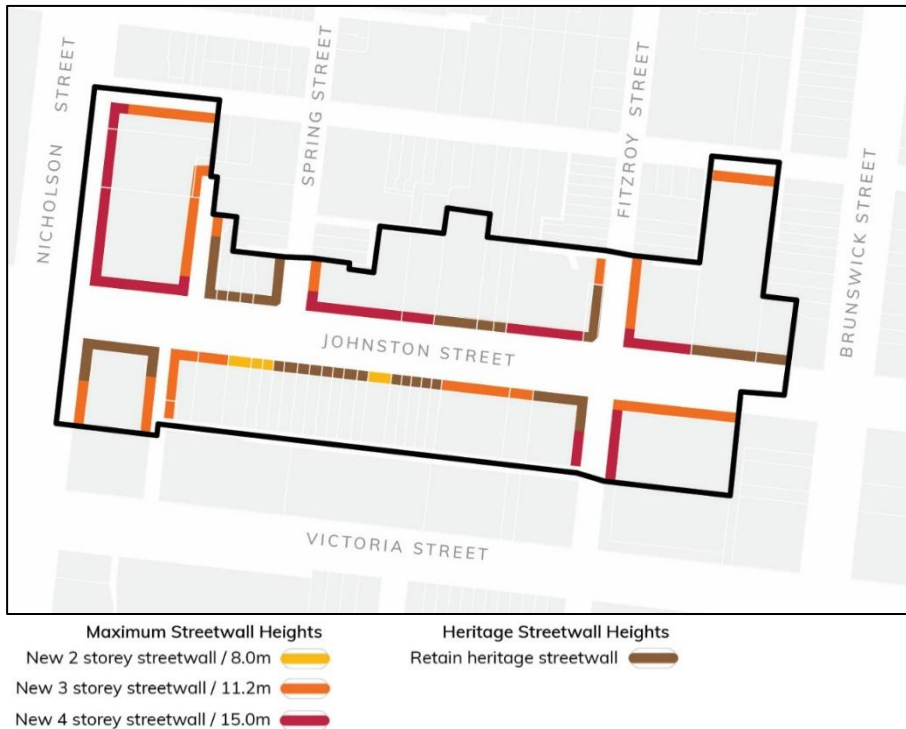 NICHOLSON STREET
SPRING STREET
FITZROY STREET
BRUNSWICK STREET
JOHNSTON STREET
VICTORIA STREET
Maximum Streetwall Heights
New 2 storey streetwall / 8.0m
New 3 storey streetwall / 11.2m
New 4 storey streetwall / 15.0m
Heritage Streetwall Heights
Retain heritage streetwall